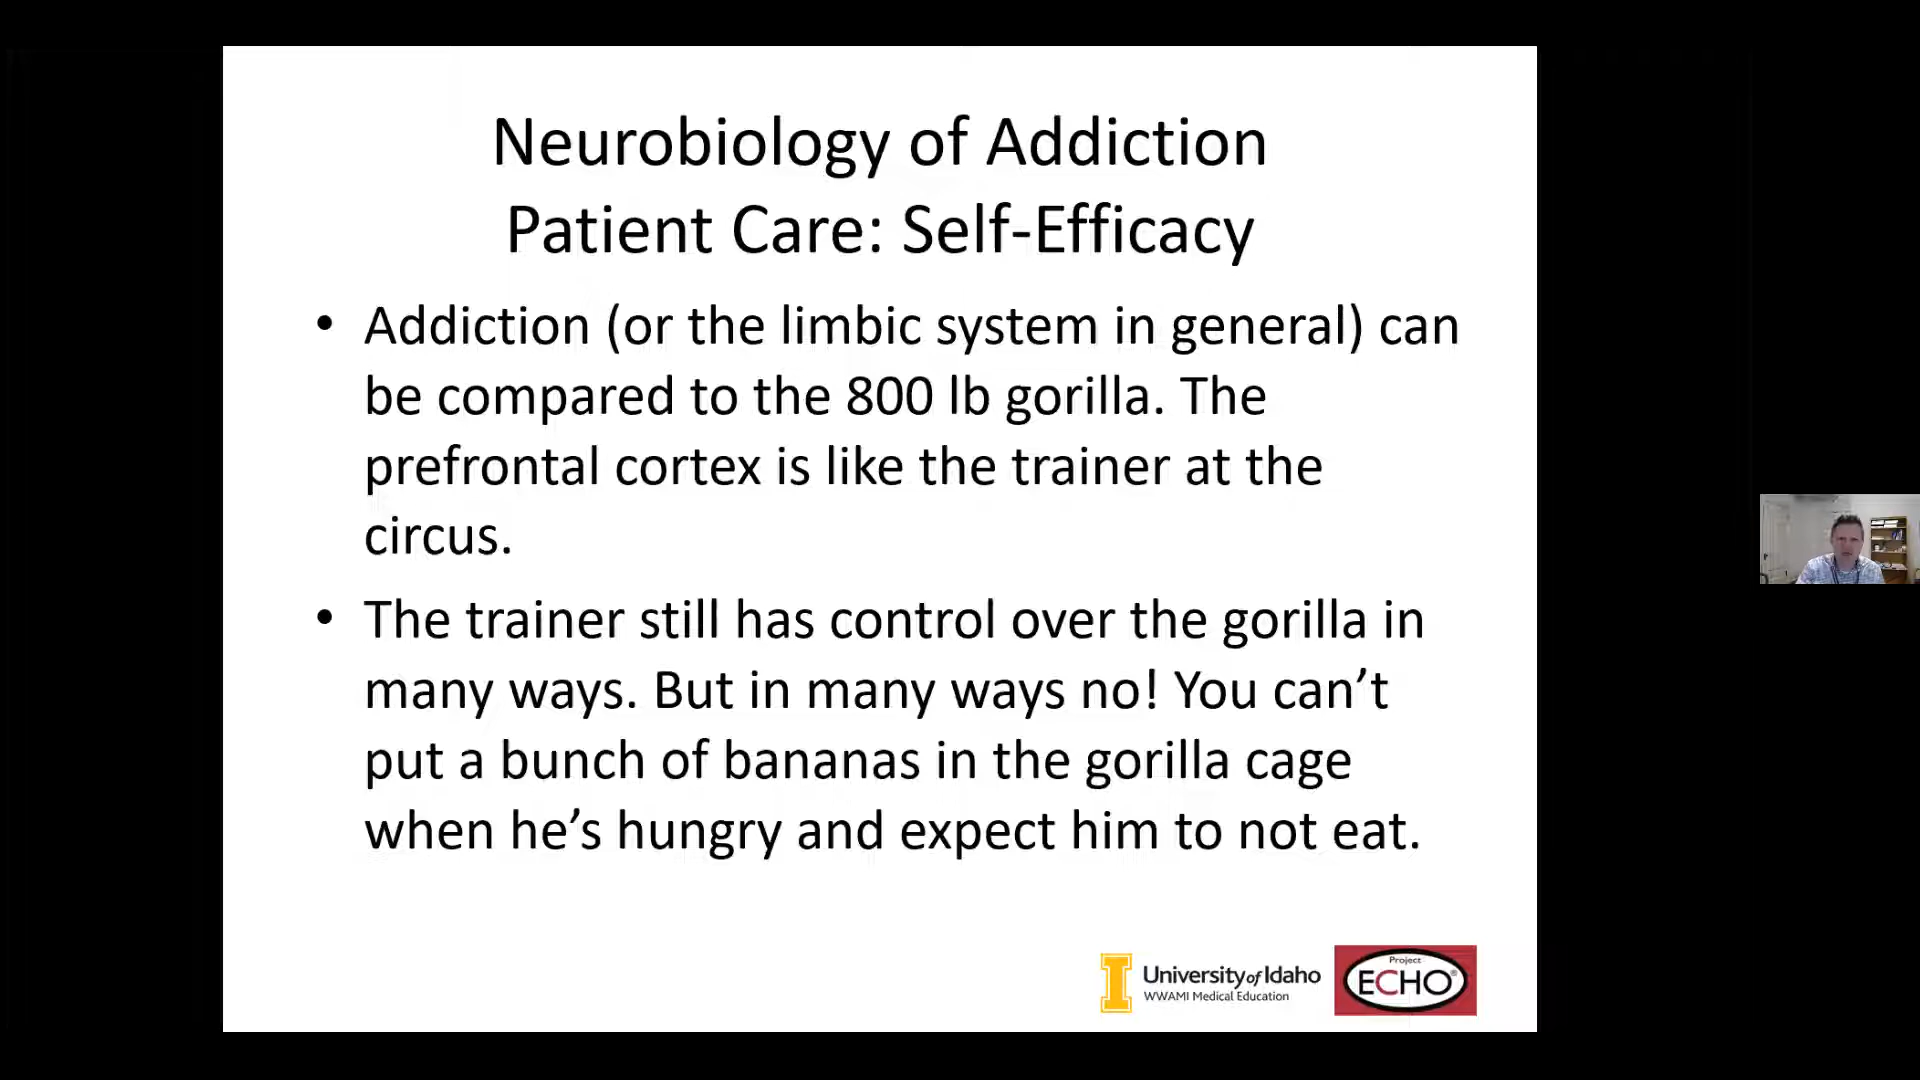 Neurobiology of Addiction
Patient Care: Self-Efficacy
• Addiction (or the limbic system in general) can
be compared to the 800 lb gorilla. The
prefrontal cortex is like the trainer at the
circus.
• The trainer still has control over the gorilla in
many ways. But in many ways no! You can’t
put a bunch of bananas in the gorilla cage
when he’s hungry and expect him to not eat.
University of Idaho
WWAMI Medical Education
Project
ECHO®